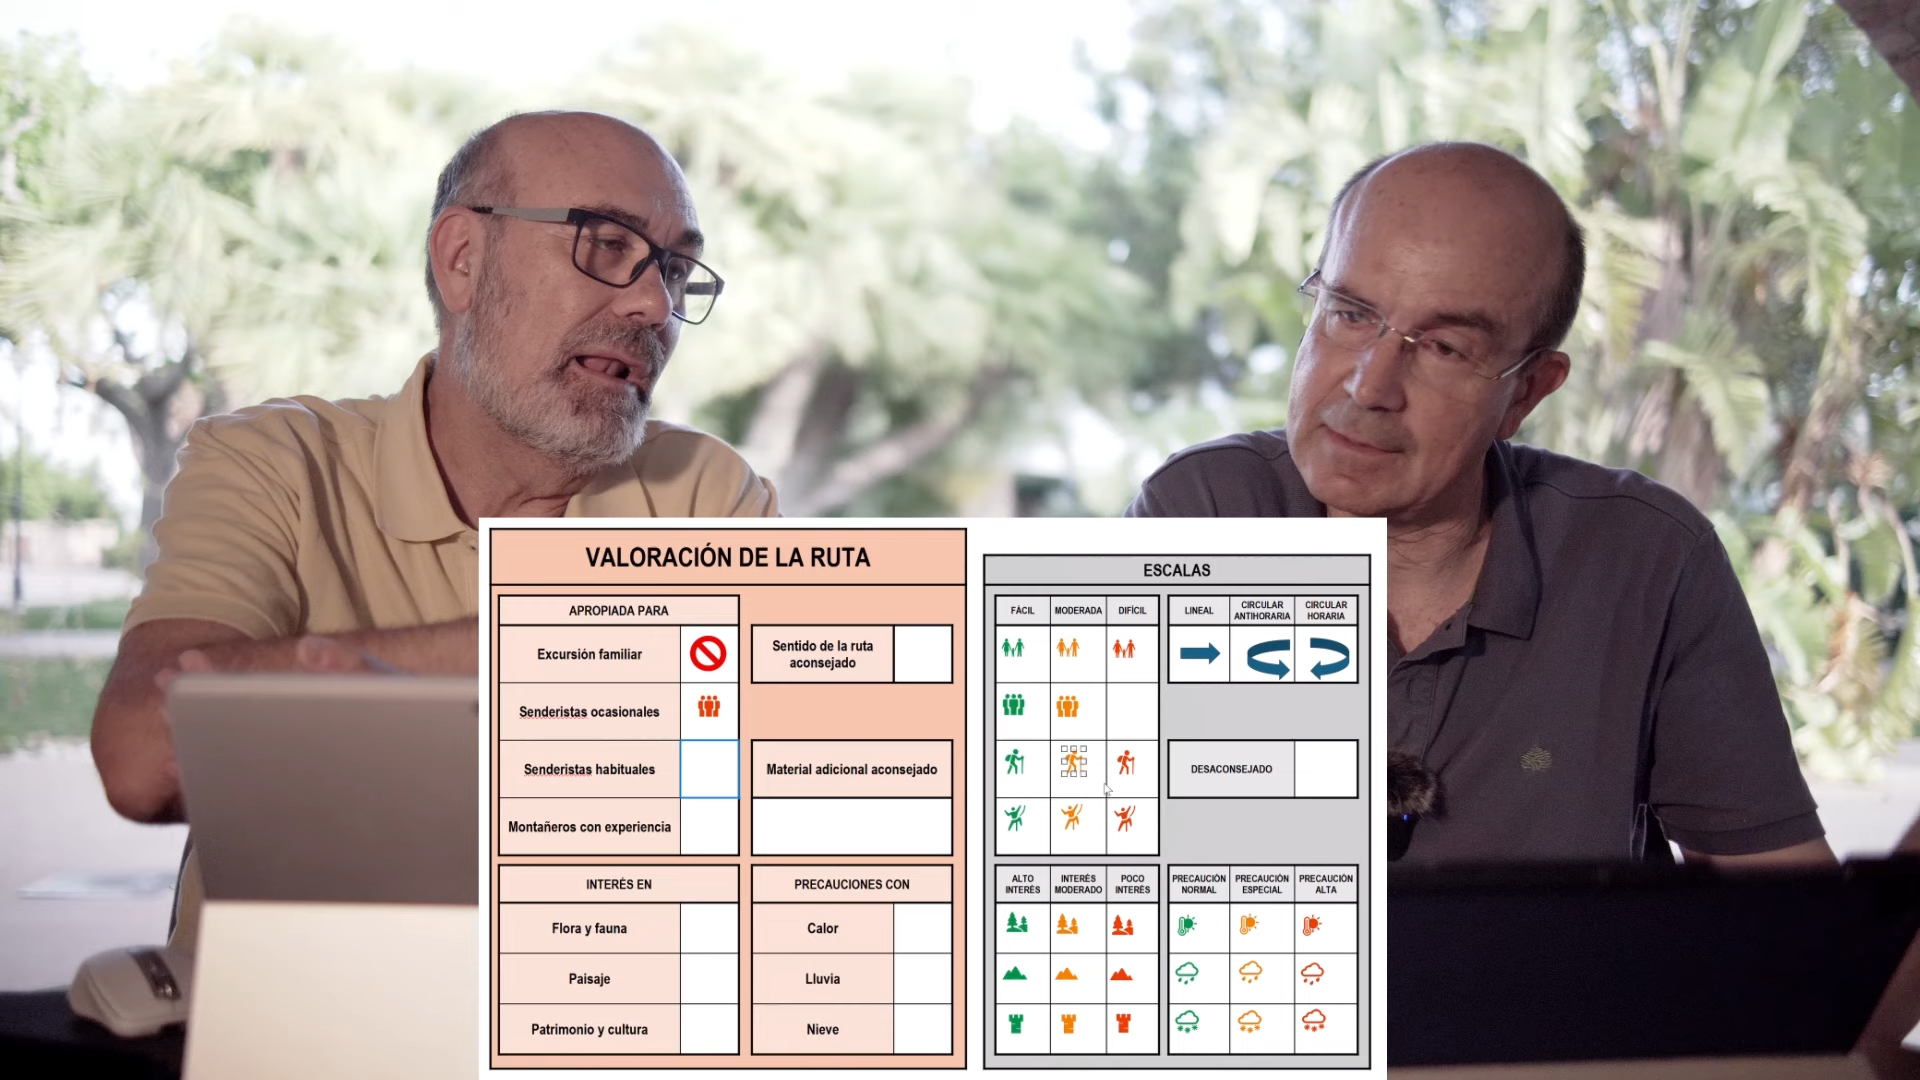 VALORACIÓN DE LA RUTA
APROPIADA PARA
Excursión familiar
Senderistas ocasionales
Senderistas habituales
Montañeros con experiencia
Sentido de la ruta
aconsejado
Material adicional aconsejado
INTERÉS EN
Flora y fauna
Paisaje
Patrimonio y cultura
PRECAUCIONES CON
Calor
Lluvia
Nieve
ESCALAS
FÁCIL
MODERADA
DIFÍCIL
LINEAL
CIRCULAR
ANTIHORARIA
CIRCULAR
HORARIA
DESACONSEJADO
ALTO
INTERÉS
INTERÉS
MODERADO
POCO
INTERÉS
PRECAUCIÓN
NORMAL
PRECAUCIÓN
ESPECIAL
PRECAUCIÓN
ALTA